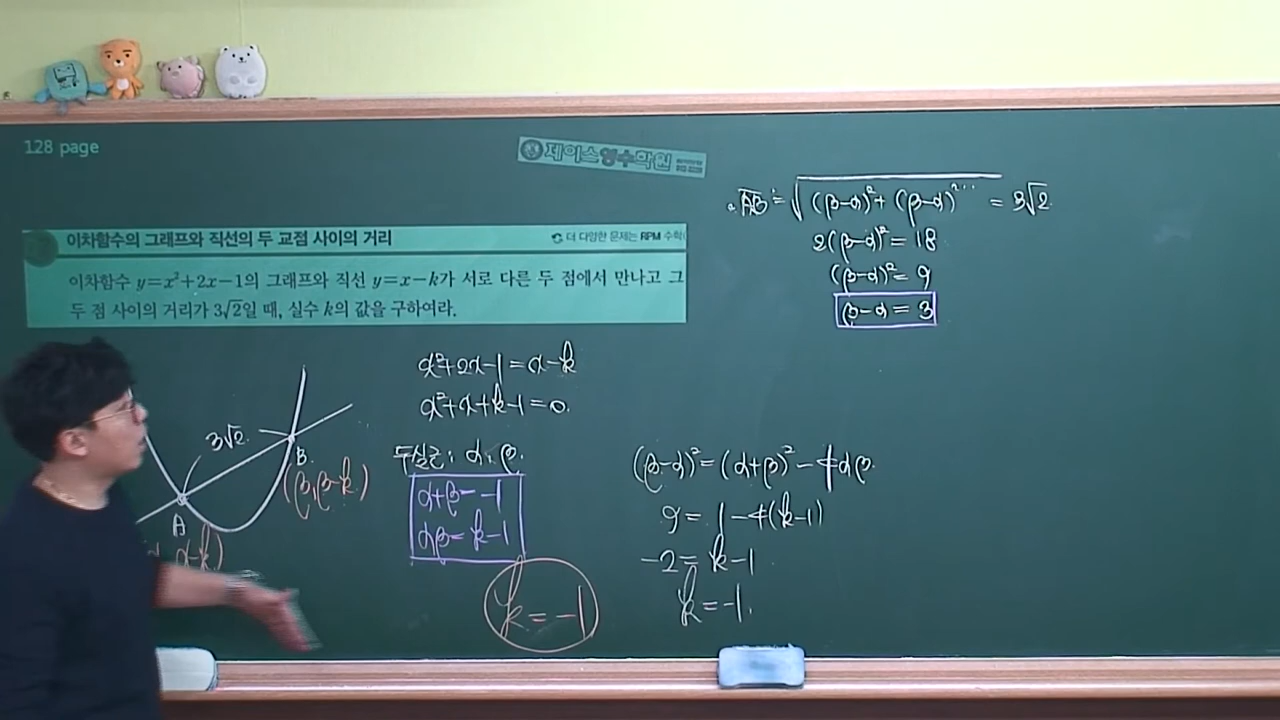 128 page
제이스영수학원
이차함수의 그래프와 직선의 두 교점 사이의 거리
더 다양한 문제는 RPM 수학(
이차함수 y=x²+2x-1의 그래프와 직선 y=x-k가 서로 다른 두 점에서 만나고 그
두 점 사이의 거리가 3√2일 때, 실수 k의 값을 구하여라.
AB = √(β-α)²+(β-α)² = 3√2
2(β-α)² = 18
(β-α)² = 9
β-α = 3
x²+2x-1=x-k
x²+x+k-1=0.
두실근: α, β.
α+β=-1
αβ=k-1
k=-1
3√2
A
B
(β, β-k)
α-k)
(β-α)²=(α+β)²-4αβ
9=1-4(k-1)
-2=k-1
k=-1.